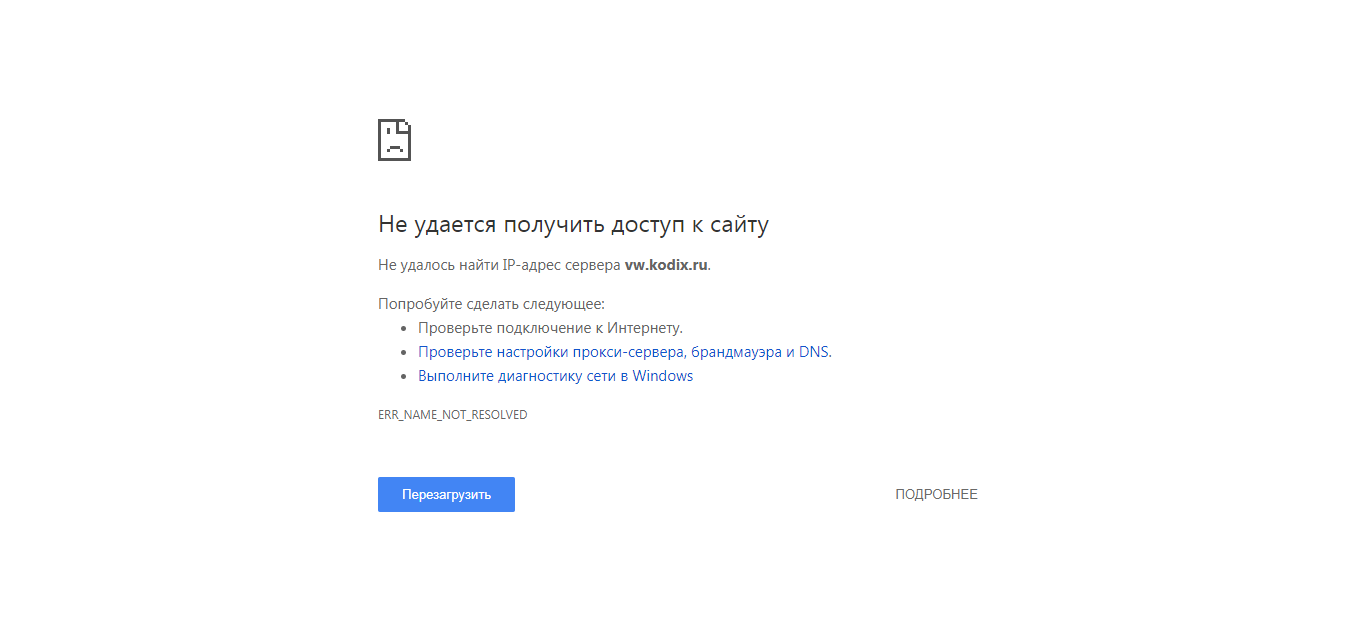 Не удается получить доступ к сайту
Не удалось найти IP-адрес сервера vw.kodix.ru.
Попробуйте сделать следующее:
Проверьте подключение к Интернету.
Проверьте настройки прокси-сервера, брандмауэра и DNS.
Выполните диагностику сети в Windows
ERR_NAME_NOT_RESOLVED
Перезагрузить
ПОДРОБНЕЕ